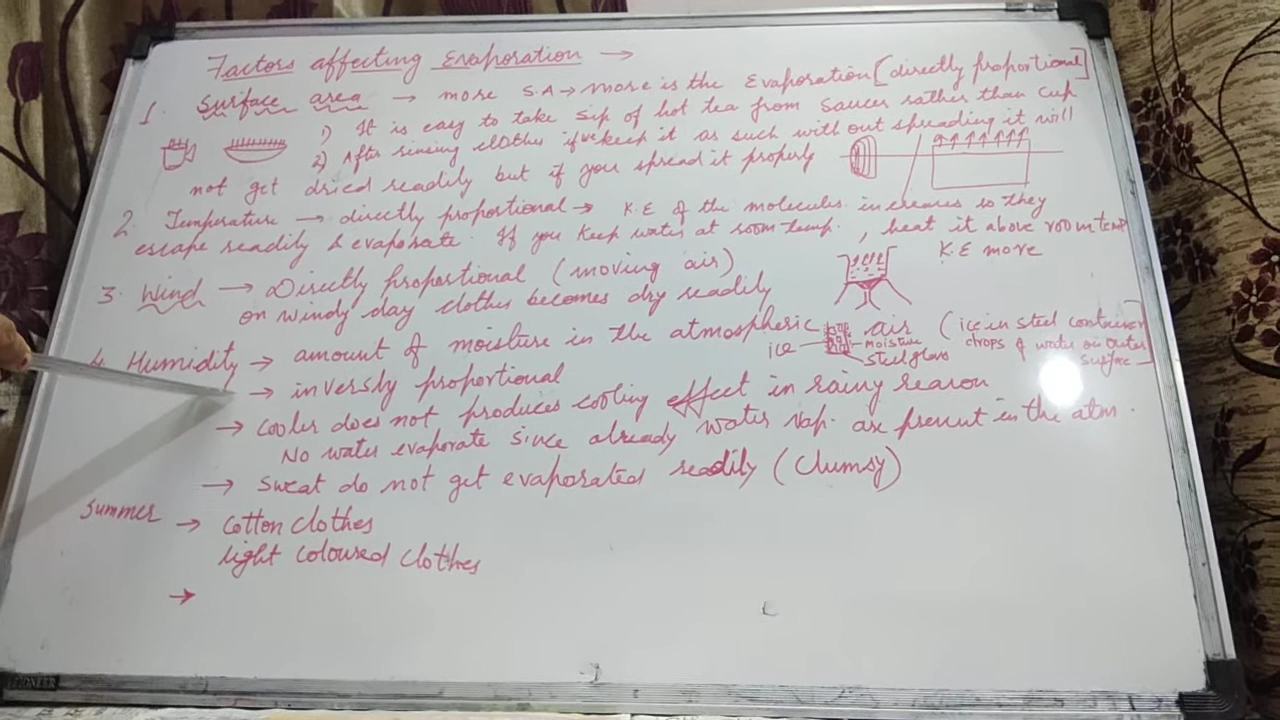 Factors affecting Evaporation →
1. Surface area → more S.A → more is the Evaporation [directly proportional]
1) It is easy to take sip of hot tea from saucer rather than cup
2) After rinsing clothes if we keep it as such with out spreading it will
not get dried readily but if you spread it properly
2. Temperature → directly proportional → K.E of the molecules increases so they
escape readily & evaporate. If you keep water at room temp. , heat it above room temp
K.E more
3. Wind → Directly proportional (moving air)
on windy day clothes becomes dry readily
4. Humidity → amount of moisture in the atmospheric air (ice in steel container
ice moisture drops of water on outer
steel glass surface]
→ inversly proportional
→ cooler does not produces cooling effect in rainy season
No water evaporate since already water vap. are present in the atm.
→ sweat do not get evaporated readily (Clumsy)
Summer → cotton clothes
light coloured clothes
→
PIONEER